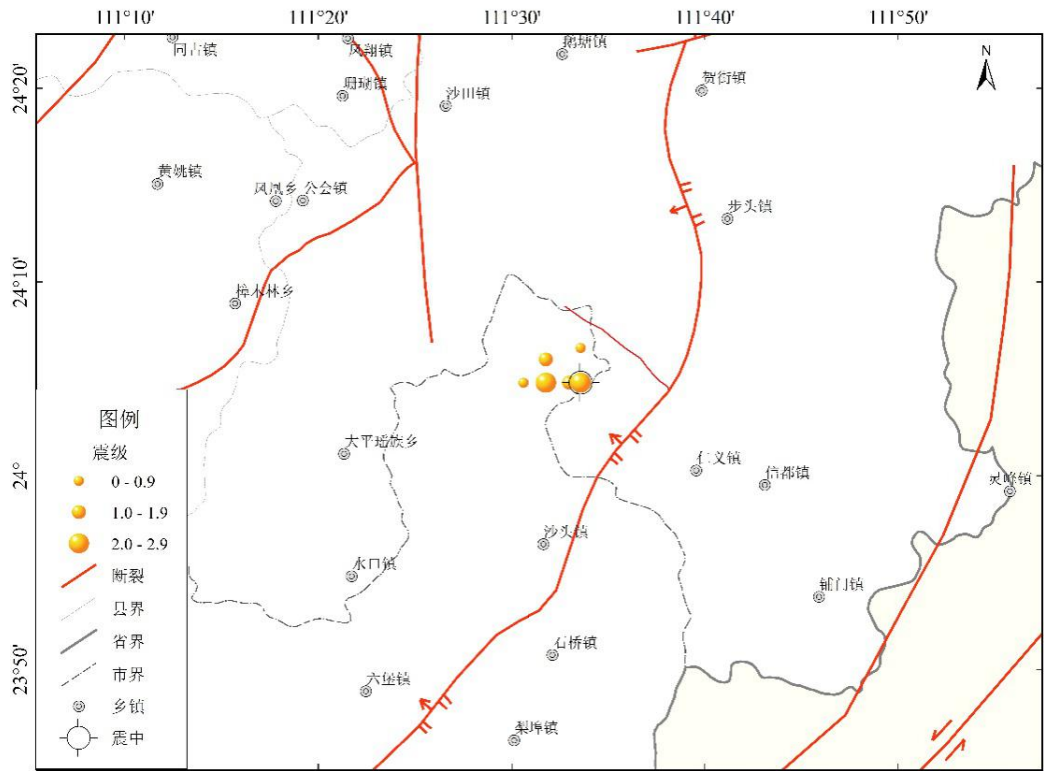 111°10'
111°20'
111°30'
111°40'
111°50'
同古镇
凤翔镇
鹅塘镇
N
24°20'
珊瑚镇
沙田镇
贺街镇
黄姚镇
凤凰乡
公会镇
步头镇
24°10'
樟木林乡
图例
震级
0 - 0.9
1.0 - 1.9
2.0 - 2.9
断裂
县界
省界
市界
乡镇
震中
24°
大平瑶族乡
仁义镇
信都镇
灵峰镇
沙头镇
水口镇
铺门镇
23°50'
石桥镇
六堡镇
梨埠镇